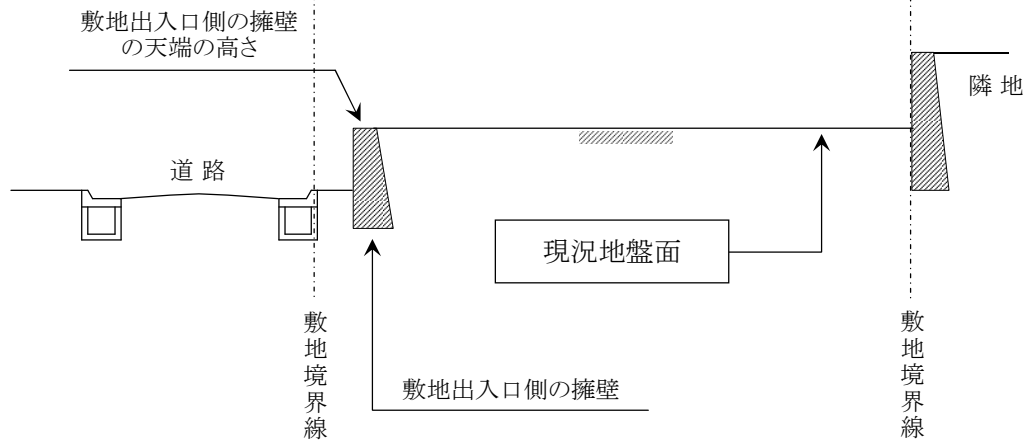 敷地出入口側の擁壁
の天端の高さ
隣 地
道 路
現況地盤面
敷地境界線
敷地境界線
敷地出入口側の擁壁